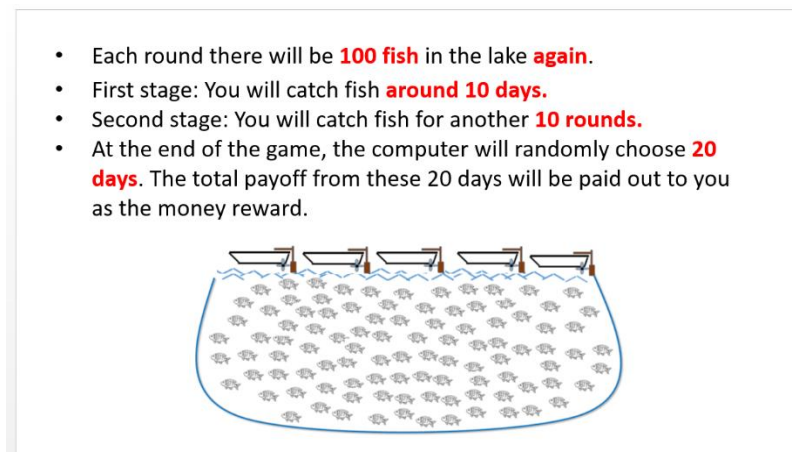 • Each round there will be 100 fish in the lake again.
• First stage: You will catch fish around 10 days.
• Second stage: You will catch fish for another 10 rounds.
• At the end of the game, the computer will randomly choose 20
days. The total payoff from these 20 days will be paid out to you
as the money reward.